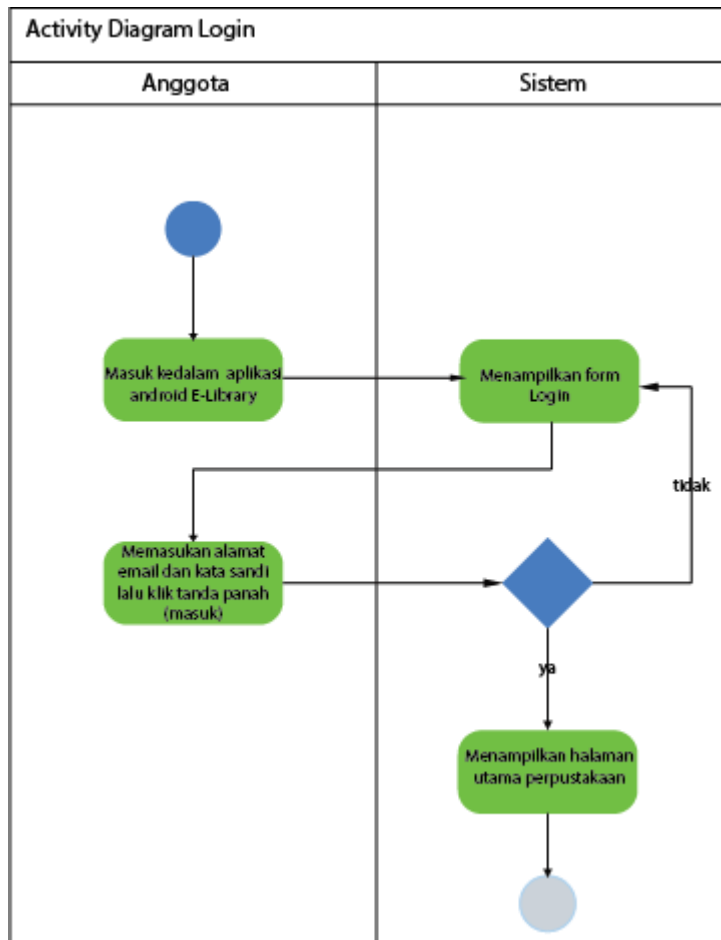 Activity Diagram Login
Anggota
Sistem
Masuk kedalam aplikasi
android E-Library
Menampilkan form
Login
tidak
Memasukan alamat
email dan kata sandi
lalu klik tanda panah
(masuk)
ya
Menampilkan halaman
utama perpustakaan